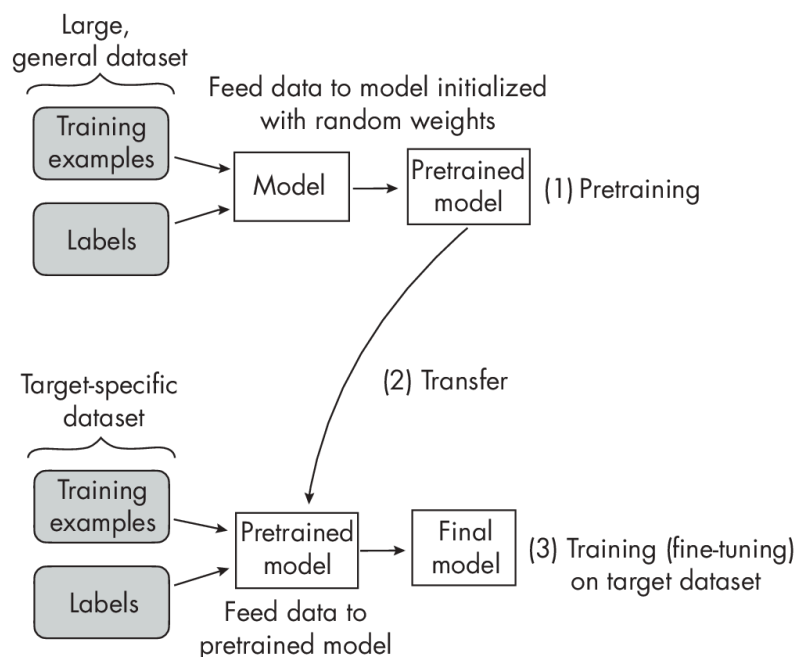 Large,
general dataset
Feed data to model initialized
with random weights
Training
examples
Labels
Model
Pretrained
model
(1) Pretraining
(2) Transfer
Target-specific
dataset
Training
examples
Labels
Pretrained
model
Feed data to
pretrained model
Final
model
(3) Training (fine-tuning)
on target dataset